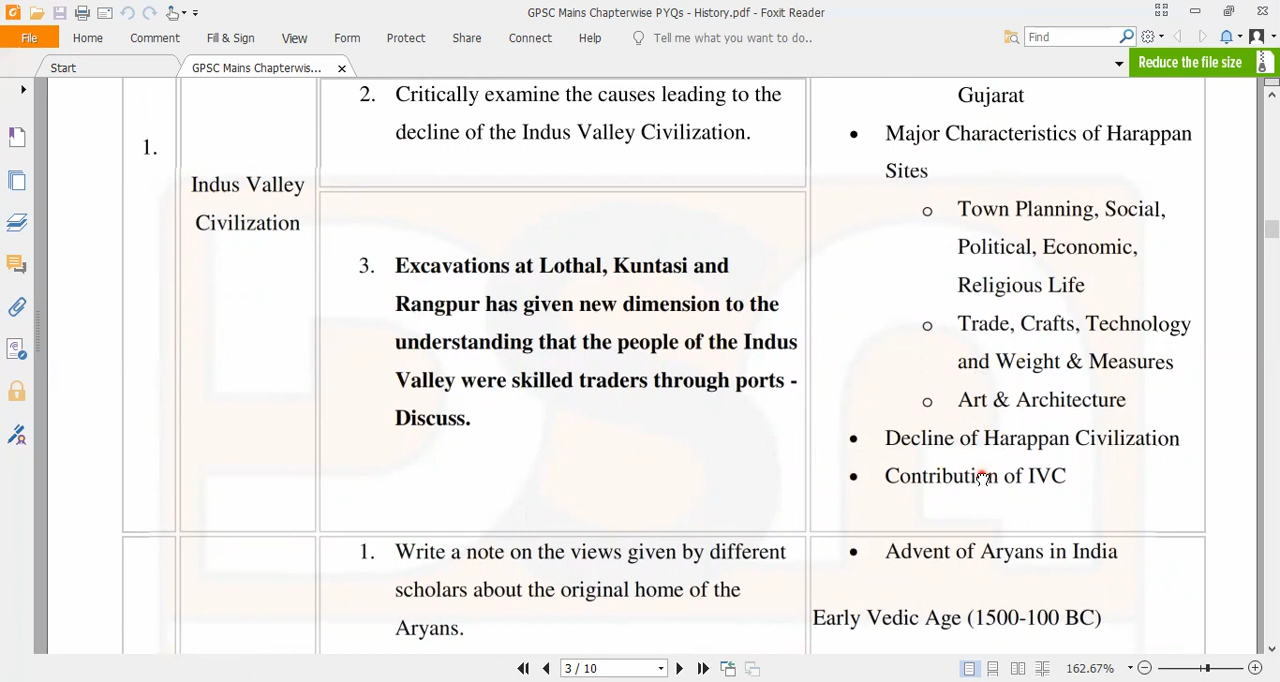 GPSC Mains Chapterwise PYQs - History.pdf - Foxit Reader
File Home Comment Fill & Sign View Form Protect Share Connect Help Tell me what you want to do.. Find
Start GPSC Mains Chapterwis... Reduce the file size
2. Critically examine the causes leading to the
decline of the Indus Valley Civilization.
1.
Indus Valley
Civilization
3. Excavations at Lothal, Kuntasi and
Rangpur has given new dimension to the
understanding that the people of the Indus
Valley were skilled traders through ports -
Discuss.
Gujarat
• Major Characteristics of Harappan
Sites
o Town Planning, Social,
Political, Economic,
Religious Life
o Trade, Crafts, Technology
and Weight & Measures
o Art & Architecture
• Decline of Harappan Civilization
• Contribution of IVC
1. Write a note on the views given by different
scholars about the original home of the
Aryans.
• Advent of Aryans in India
Early Vedic Age (1500-100 BC)
3 / 10 162.67%